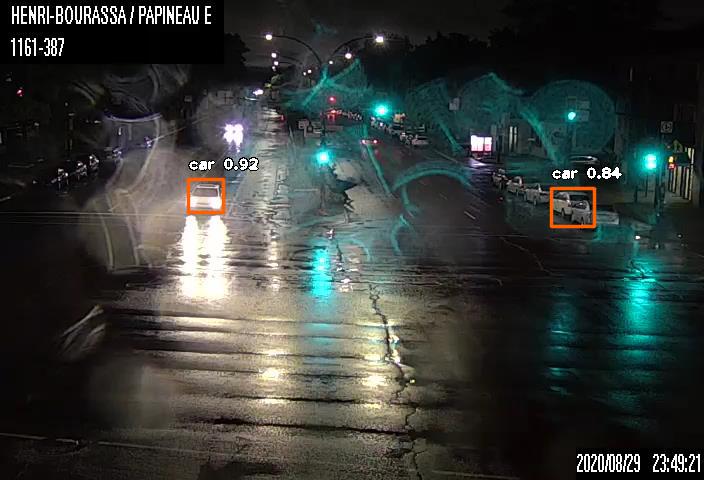 HENRI-BOURASSA / PAPINEAU E
1161-387
car 0.92
car 0.84
2020/08/29 23:49:21